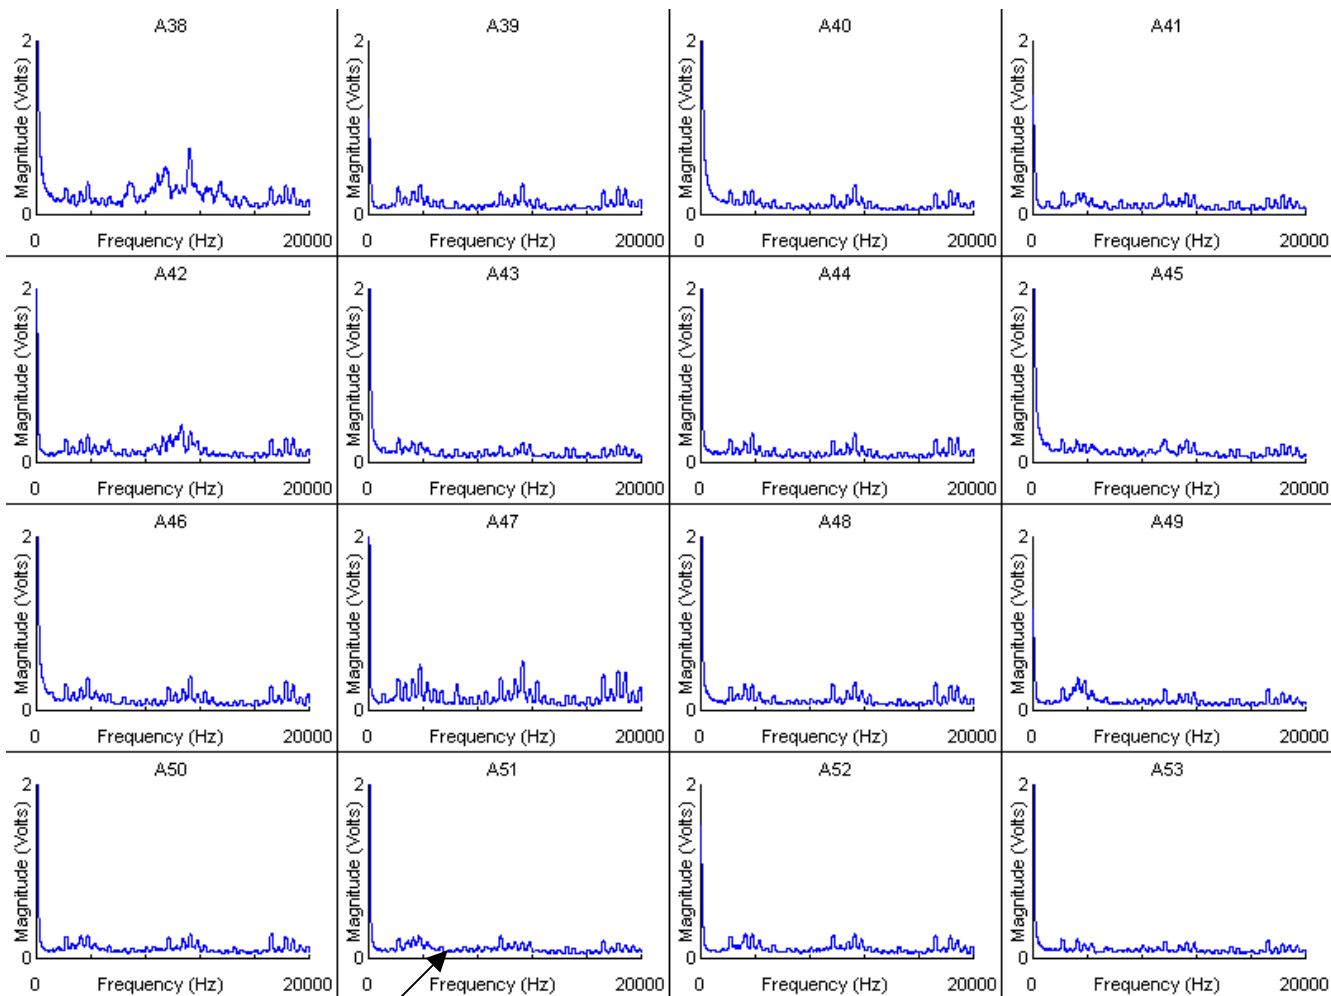 A38 A39 A40 A41
Magnitude (Volts) Magnitude (Volts) Magnitude (Volts) Magnitude (Volts)
2 2 2 2
0 0 0 0
0 Frequency (Hz) 20000 0 Frequency (Hz) 20000 0 Frequency (Hz) 20000 0 Frequency (Hz) 20000
A42 A43 A44 A45
Magnitude (Volts) Magnitude (Volts) Magnitude (Volts) Magnitude (Volts)
2 2 2 2
0 0 0 0
0 Frequency (Hz) 20000 0 Frequency (Hz) 20000 0 Frequency (Hz) 20000 0 Frequency (Hz) 20000
A46 A47 A48 A49
Magnitude (Volts) Magnitude (Volts) Magnitude (Volts) Magnitude (Volts)
2 2 2 2
0 0 0 0
0 Frequency (Hz) 20000 0 Frequency (Hz) 20000 0 Frequency (Hz) 20000 0 Frequency (Hz) 20000
A50 A51 A52 A53
Magnitude (Volts) Magnitude (Volts) Magnitude (Volts) Magnitude (Volts)
2 2 2 2
0 0 0 0
0 Frequency (Hz) 20000 0 Frequency (Hz) 20000 0 Frequency (Hz) 20000 0 Frequency (Hz) 20000